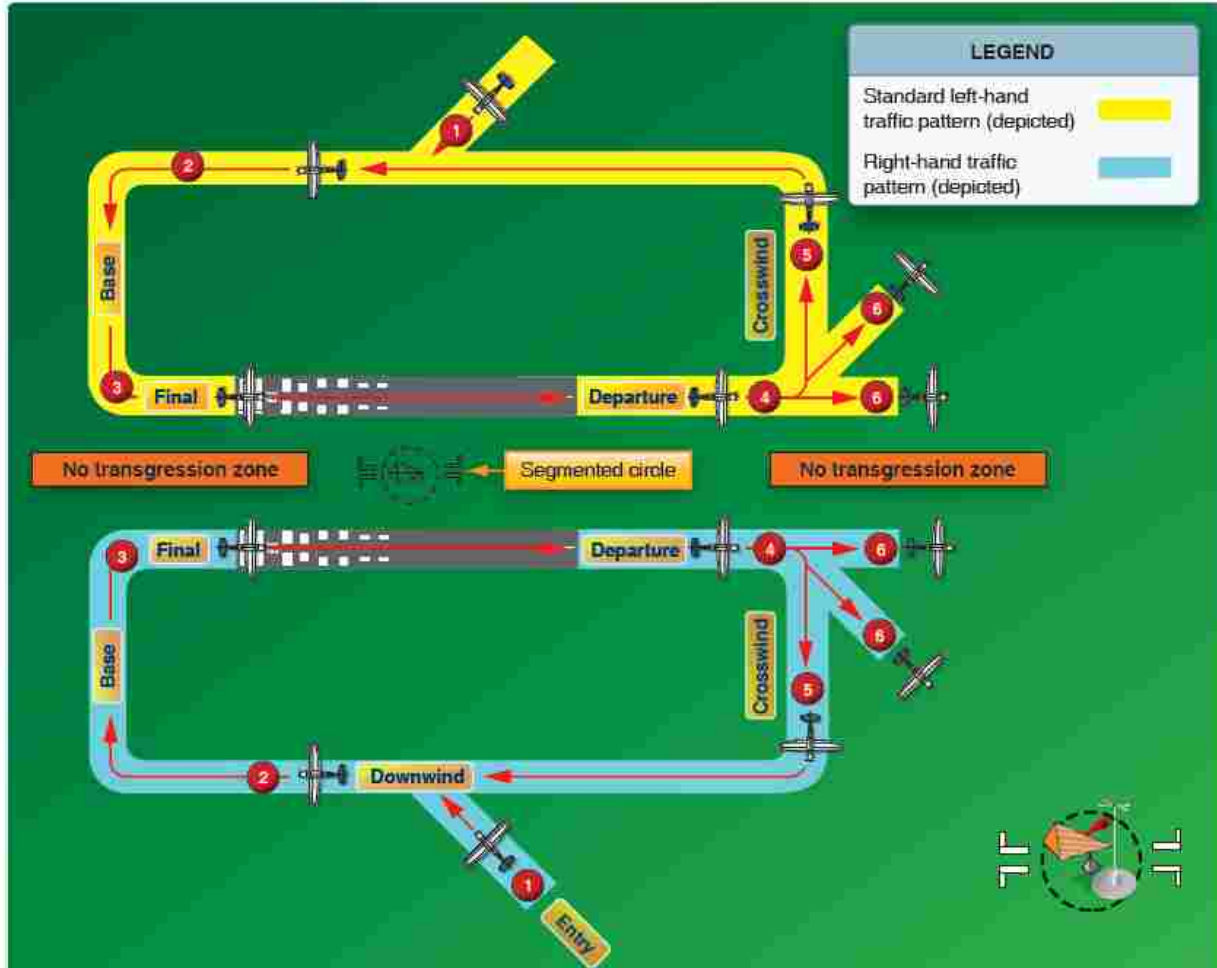 LEGEND
Standard left-hand
traffic pattern (depicted)
Right-hand traffic
pattern (depicted)
1
2
Base
Crosswind
5
6
3
Final
Departure
4
6
No transgression zone
Segmented circle
No transgression zone
3
Final
Departure
4
6
Base
Crosswind
6
5
2
Downwind
1
Entry